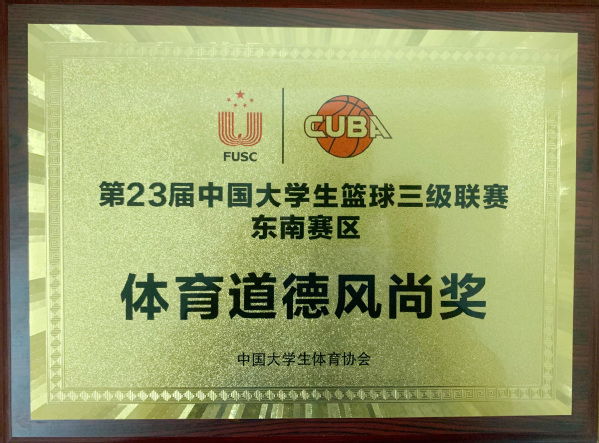 FUSC
CUBA
第23届中国大学生篮球三级联赛
东南赛区
体育道德风尚奖
中国大学生体育协会